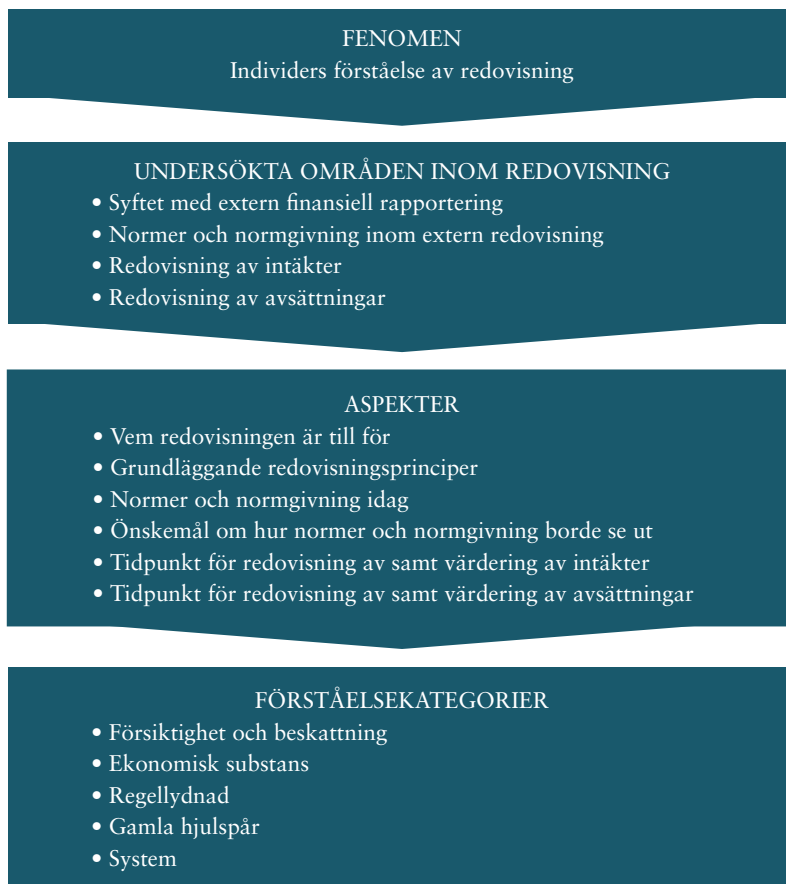 FENOMEN
Individers förståelse av redovisning
UNDERSÖKTA OMRÅDEN INOM REDOVISNING
• Syftet med extern finansiell rapportering
• Normer och normgivning inom extern redovisning
• Redovisning av intäkter
• Redovisning av avsättningar
ASPEKTER
• Vem redovisningen är till för
• Grundläggande redovisningsprinciper
• Normer och normgivning idag
• Önskemål om hur normer och normgivning borde se ut
• Tidpunkt för redovisning av samt värdering av intäkter
• Tidpunkt för redovisning av samt värdering av avsättningar
FÖRSTÅELSEKATEGORIER
• Försiktighet och beskattning
• Ekonomisk substans
• Regellydnad
• Gamla hjulspår
• System